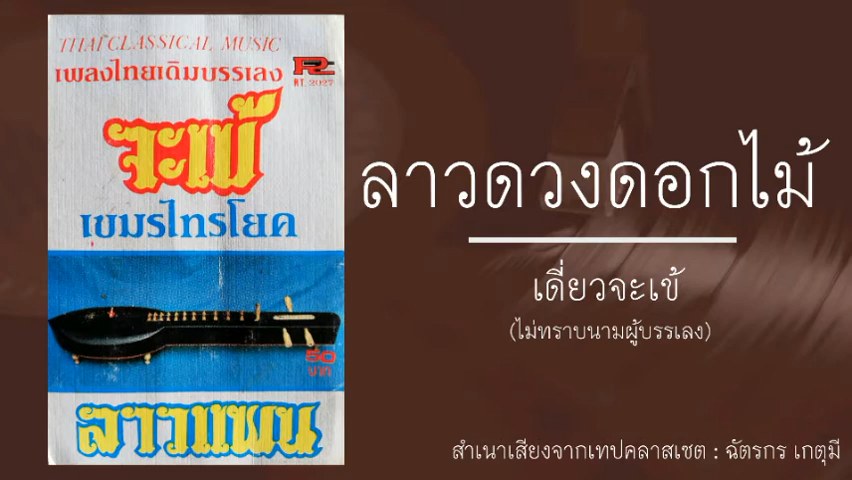 THAI CLASSICAL MUSIC
เพลงไทยเดิมบรรเลง
RT. 2027
จะเข้
เขมรไทรโยค
50
บาท
ลาวแพน
ลาวดวงดอกไม้
เดี่ยวจะเข้
(ไม่ทราบนามผู้บรรเลง)
สำเนาเสียงจากเทปคลาสเซต : ฉัตรกร เกตุมี